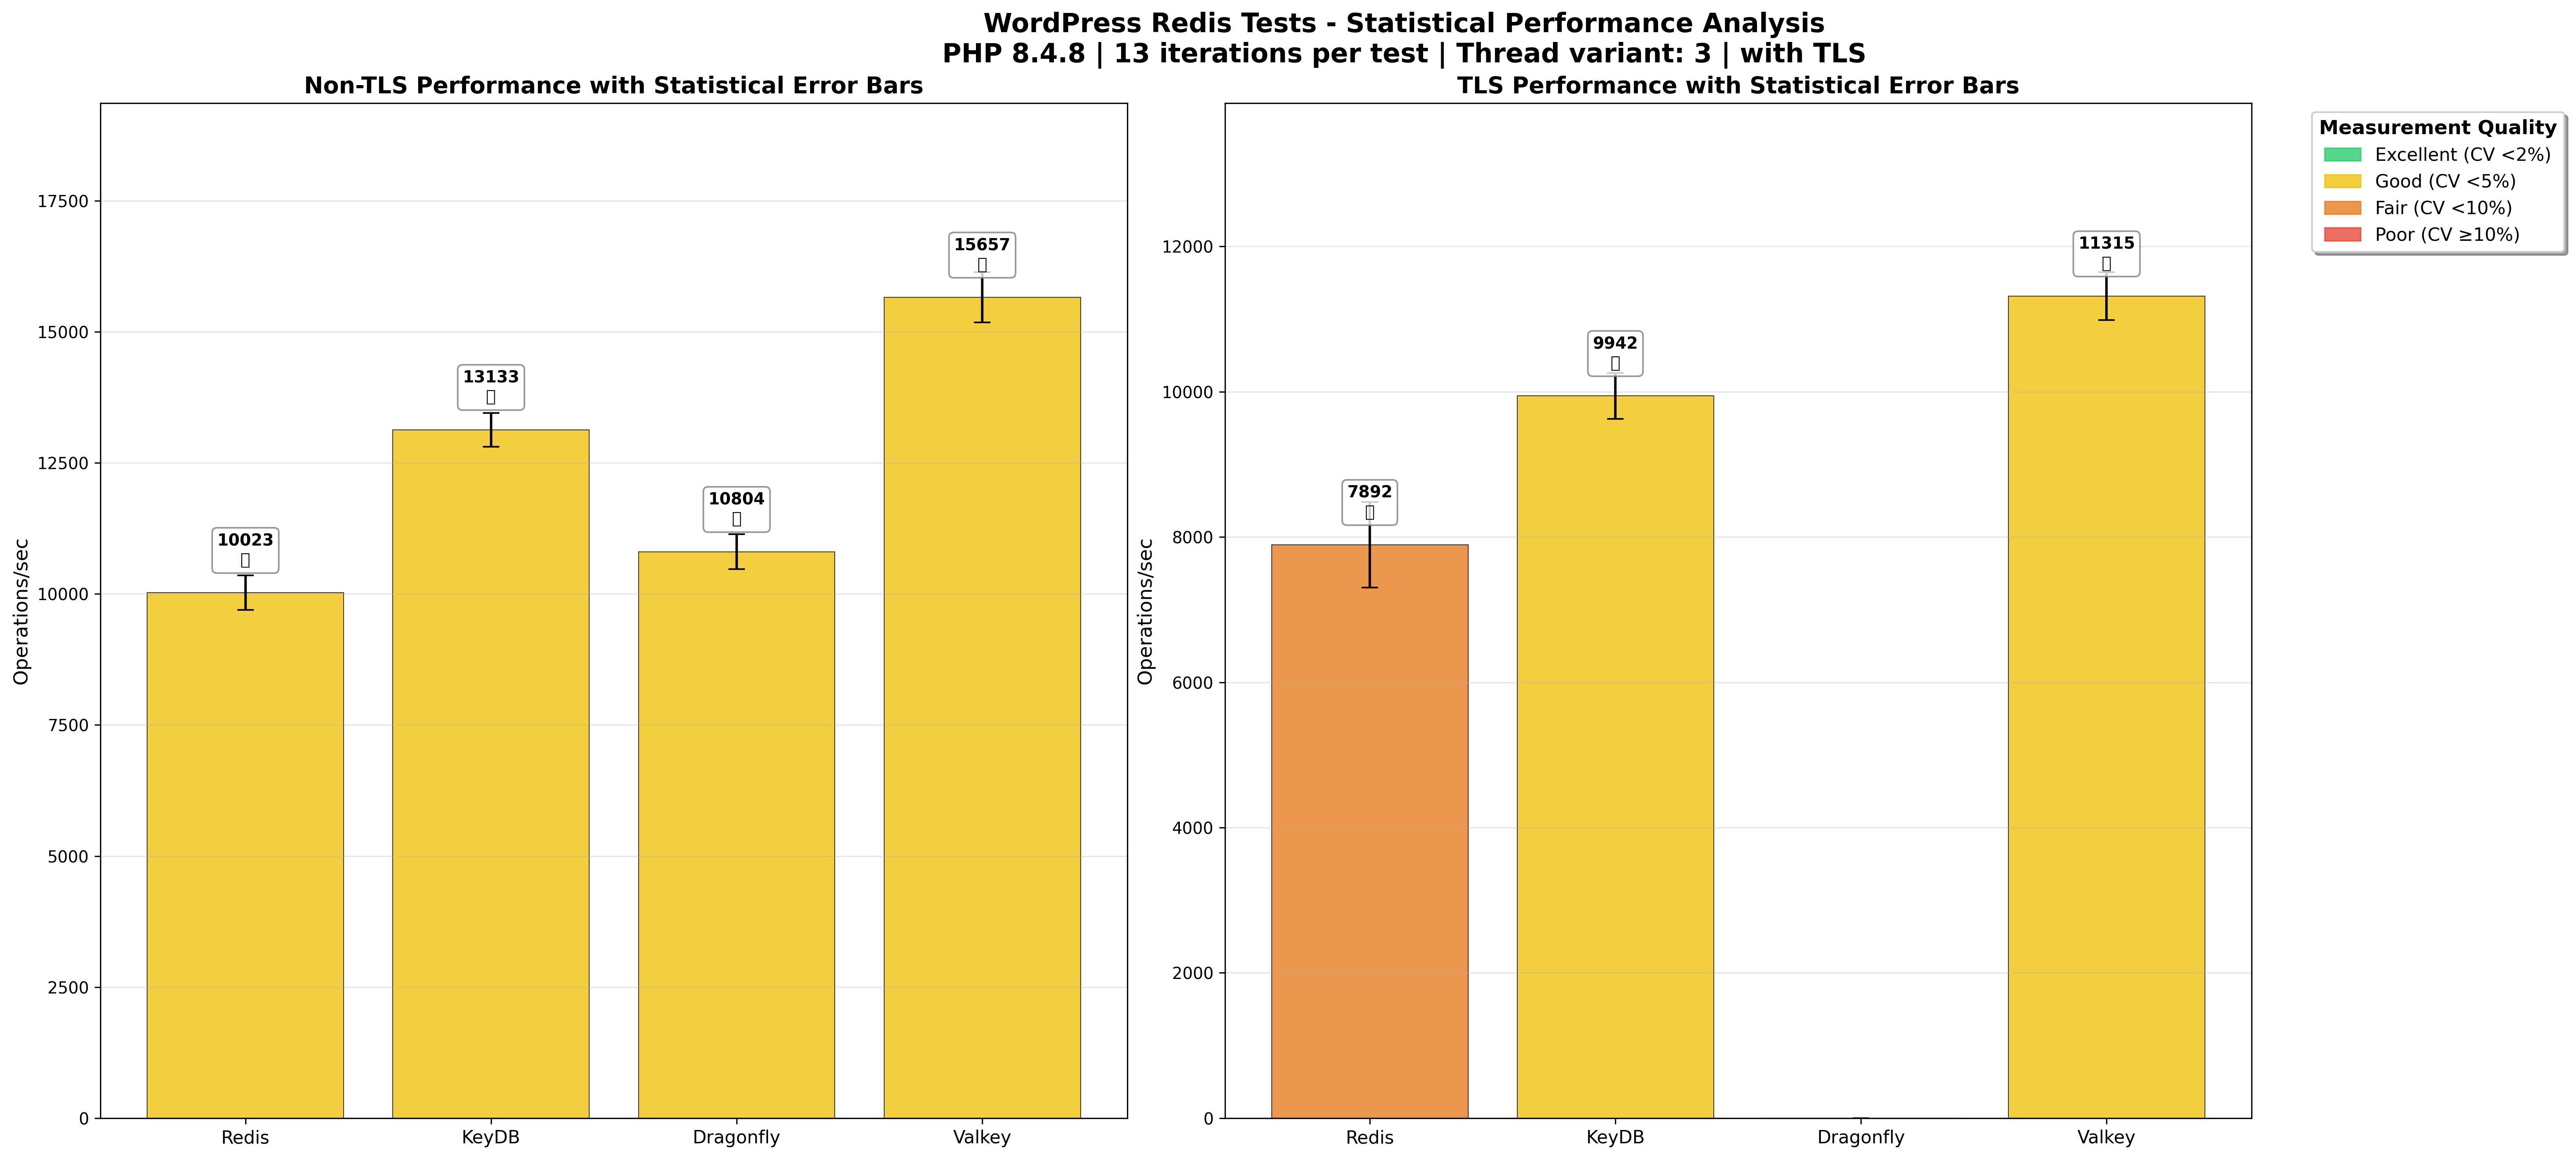 WordPress Redis Tests - Statistical Performance Analysis
PHP 8.4.8 | 13 iterations per test | Thread variant: 3 | with TLS
Non-TLS Performance with Statistical Error Bars
Operations/sec
17500
15000
12500
10000
7500
5000
2500
0
10023
13133
10804
15657
Redis
KeyDB
Dragonfly
Valkey
TLS Performance with Statistical Error Bars
Operations/sec
12000
10000
8000
6000
4000
2000
0
7892
9942
11315
Redis
KeyDB
Dragonfly
Valkey
Measurement Quality
Excellent (CV <2%)
Good (CV <5%)
Fair (CV <10%)
Poor (CV ≥10%)